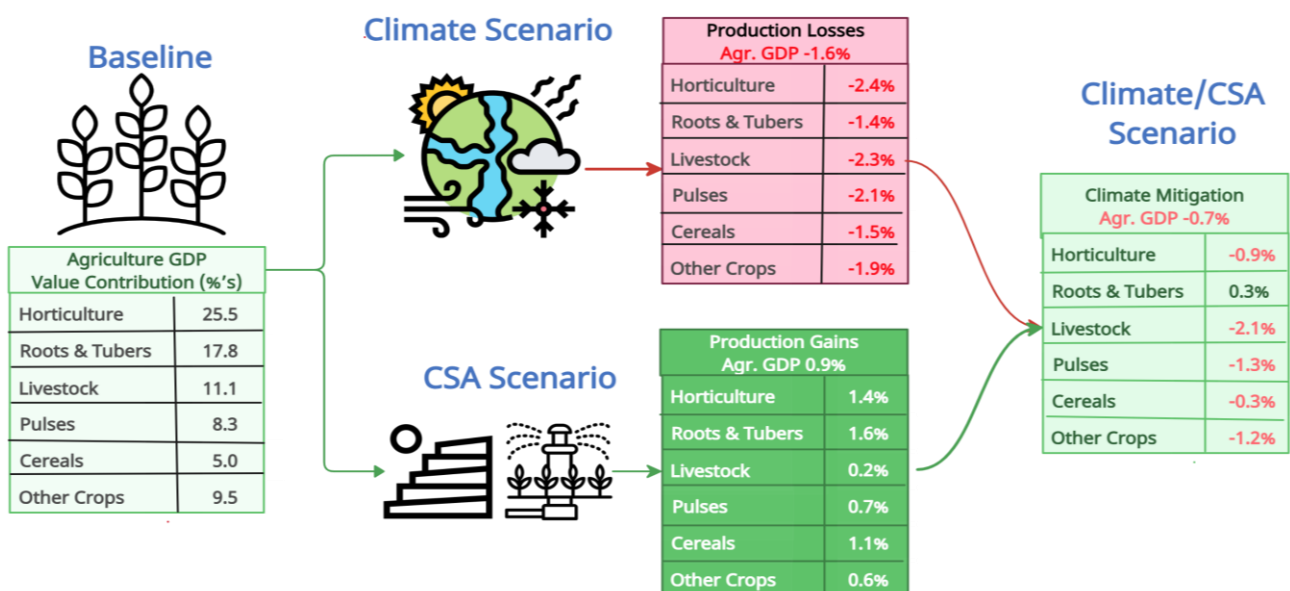 Baseline
Agriculture GDP
Value Contribution (%'s)
Horticulture 25.5
Roots & Tubers 17.8
Livestock 11.1
Pulses 8.3
Cereals 5.0
Other Crops 9.5
Climate Scenario
Production Losses
Agr. GDP -1.6%
Horticulture -2.4%
Roots & Tubers -1.4%
Livestock -2.3%
Pulses -2.1%
Cereals -1.5%
Other Crops -1.9%
CSA Scenario
Production Gains
Agr. GDP 0.9%
Horticulture 1.4%
Roots & Tubers 1.6%
Livestock 0.2%
Pulses 0.7%
Cereals 1.1%
Other Crops 0.6%
Climate/CSA
Scenario
Climate Mitigation
Agr. GDP -0.7%
Horticulture -0.9%
Roots & Tubers 0.3%
Livestock -2.1%
Pulses -1.3%
Cereals -0.3%
Other Crops -1.2%